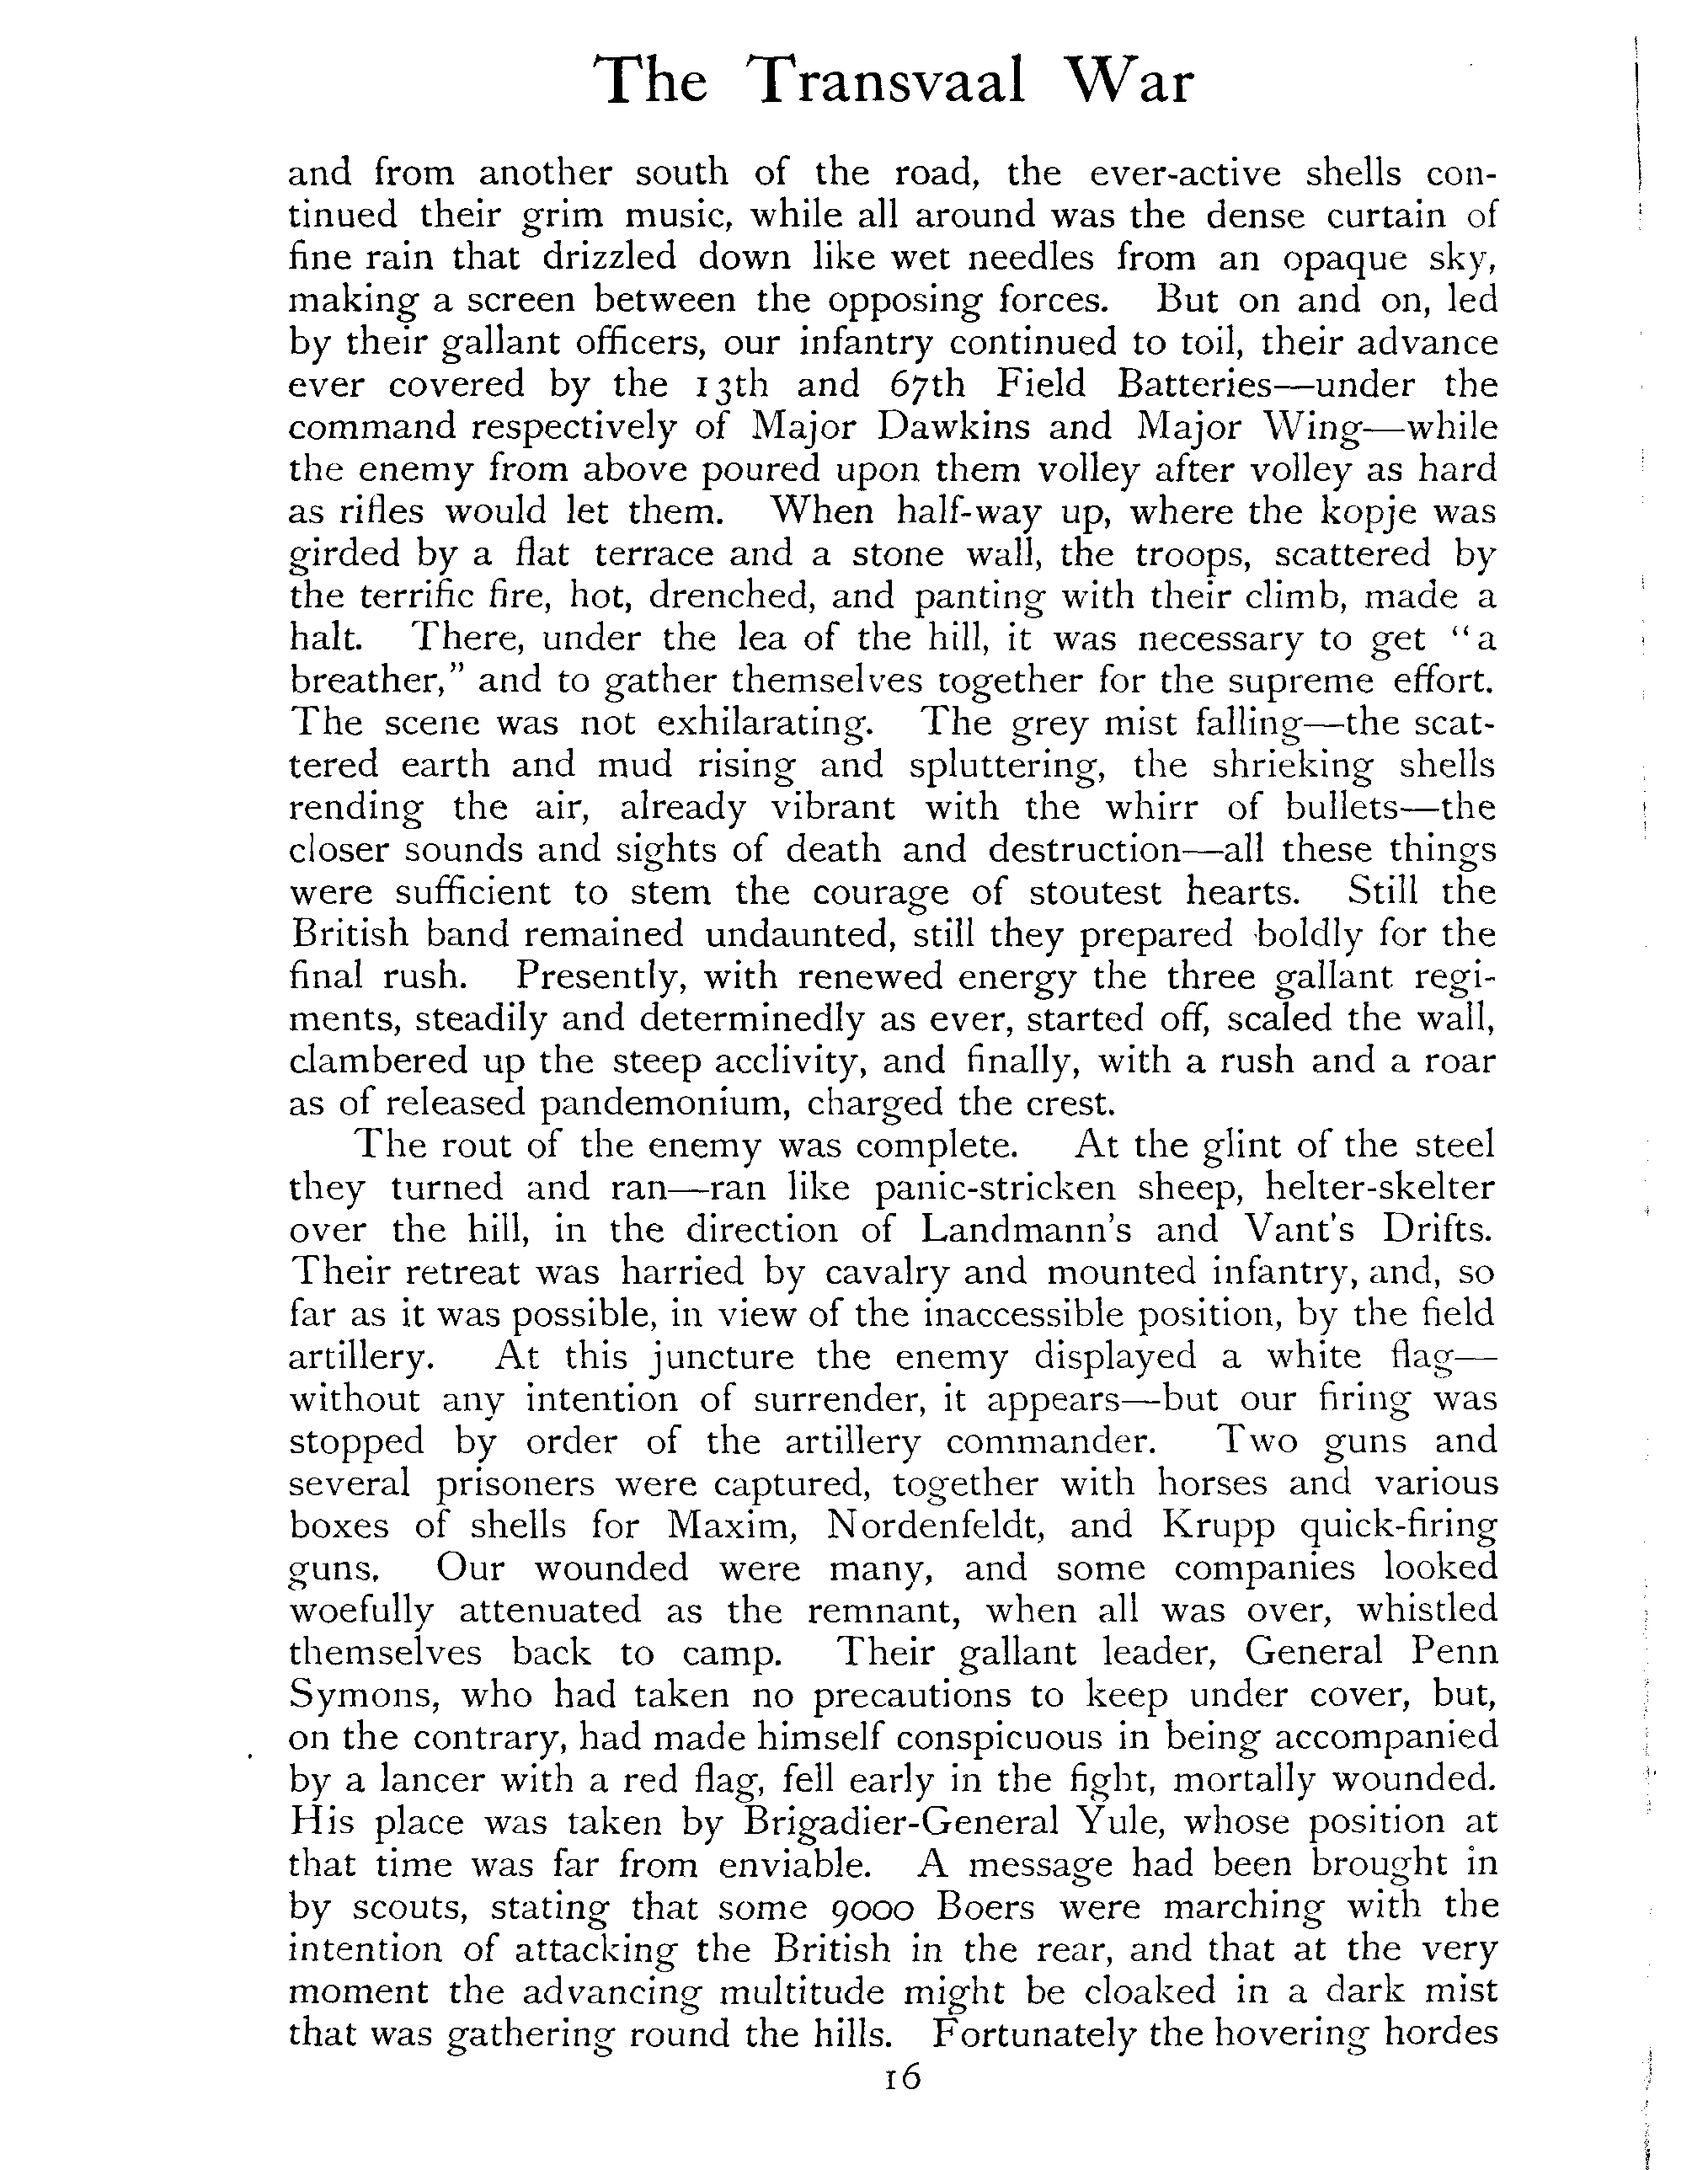 The Transvaal War
and from another south of the road, the ever-active shells con-
tinued their grim music, while all around was the dense curtain of
fine rain that drizzled down like wet needles from an opaque sky,
making a screen between the opposing forces. But on and on, led
by their gallant officers, our infantry continued to toil, their advance
ever covered by the 13th and 67th Field Batteries—under the
command respectively of Major Dawkins and Major Wing—while
the enemy from above poured upon them volley after volley as hard
as rifles would let them. When half-way up, where the kopje was
girded by a flat terrace and a stone wall, the troops, scattered by
the terrific fire, hot, drenched, and panting with their climb, made a
halt. There, under the lea of the hill, it was necessary to get “a
breather,” and to gather themselves together for the supreme effort.
The scene was not exhilarating. The grey mist falling—the scat-
tered earth and mud rising and spluttering, the shrieking shells
rending the air, already vibrant with the whirr of bullets—the
closer sounds and sights of death and destruction—all these things
were sufficient to stem the courage of stoutest hearts. Still the
British band remained undaunted, still they prepared boldly for the
final rush. Presently, with renewed energy the three gallant regi-
ments, steadily and determinedly as ever, started off, scaled the wall,
clambered up the steep acclivity, and finally, with a rush and a roar
as of released pandemonium, charged the crest.
The rout of the enemy was complete. At the glint of the steel
they turned and ran—ran like panic-stricken sheep, helter-skelter
over the hill, in the direction of Landmann's and Vant's Drifts.
Their retreat was harried by cavalry and mounted infantry, and, so
far as it was possible, in view of the inaccessible position, by the field
artillery. At this juncture the enemy displayed a white flag—
without any intention of surrender, it appears—but our firing was
stopped by order of the artillery commander. Two guns and
several prisoners were captured, together with horses and various
boxes of shells for Maxim, Nordenfeldt, and Krupp quick-firing
guns. Our wounded were many, and some companies looked
woefully attenuated as the remnant, when all was over, whistled
themselves back to camp. Their gallant leader, General Penn
Symons, who had taken no precautions to keep under cover, but,
on the contrary, had made himself conspicuous in being accompanied
by a lancer with a red flag, fell early in the fight, mortally wounded.
His place was taken by Brigadier-General Yule, whose position at
that time was far from enviable. A message had been brought in
by scouts, stating that some 9000 Boers were marching with the
intention of attacking the British in the rear, and that at the very
moment the advancing multitude might be cloaked in a dark mist
that was gathering round the hills. Fortunately the hovering hordes
16